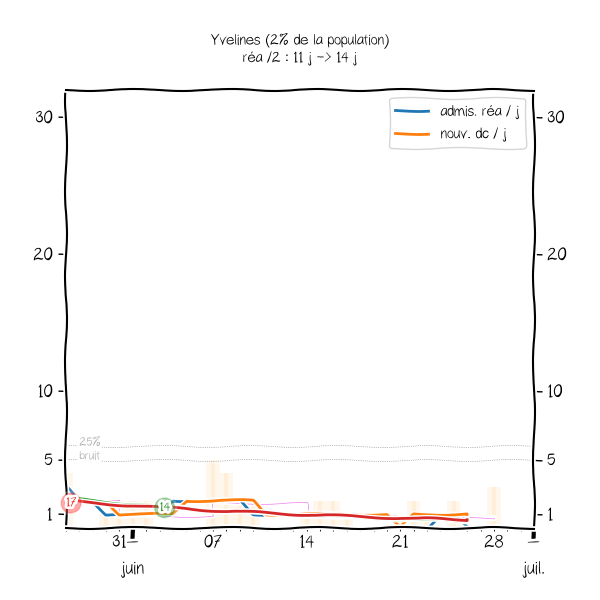 Yvelines (2% de la population)
réa /2 : 11 j -> 14 j
admis. réa / j
nouv. dc / j
30
30
20
20
10
10
25%
5
bruit
5
17
14
1
1
31
07
14
21
28
juin
juil.